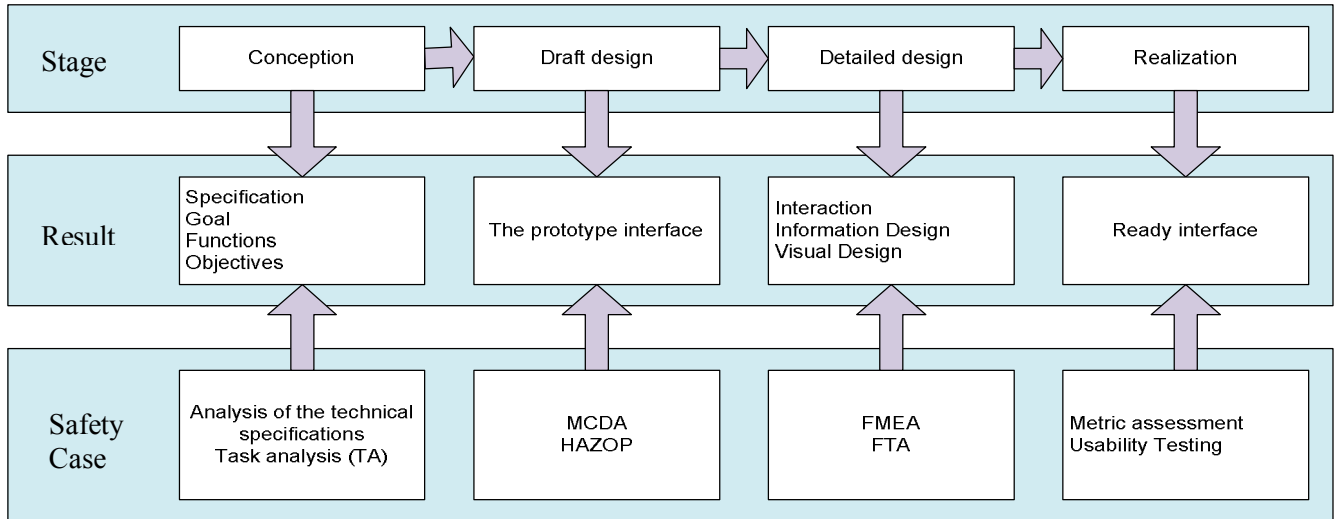 Stage
Conception
Draft design
Detailed design
Realization
Result
Specification
Goal
Functions
Objectives
The prototype interface
Interaction
Information Design
Visual Design
Ready interface
Safety
Case
Analysis of the technical
specifications
Task analysis (TA)
MCDA
HAZOP
FMEA
FTA
Metric assessment
Usability Testing